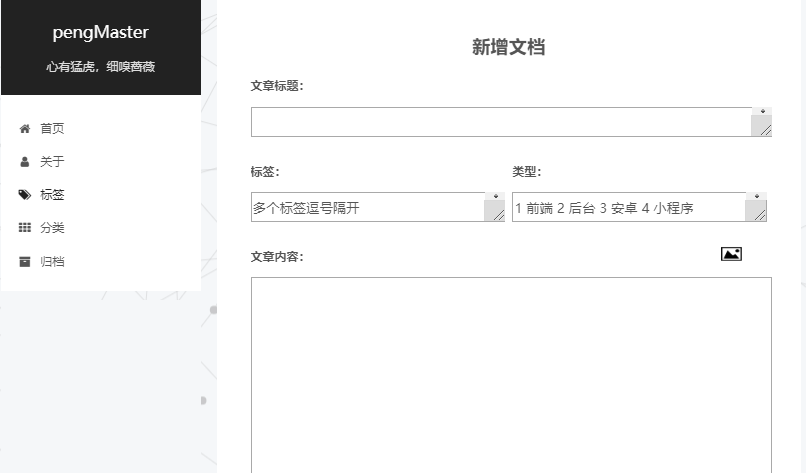 pengMaster
心有猛虎，细嗅蔷薇
首页
关于
标签
分类
归档
新增文档
文章标题：
标签：
类型：
多个标签逗号隔开
1 前端 2 后台 3 安卓 4 小程序
文章内容：